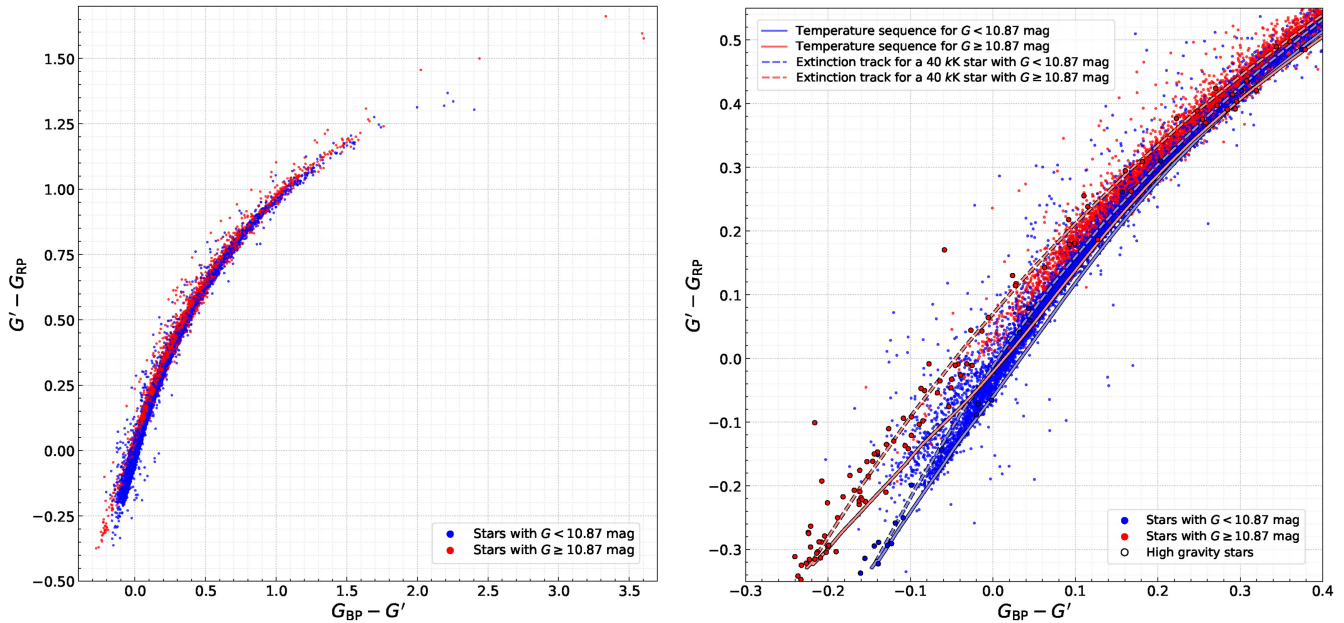 1.50
1.25
1.00
0.75
0.50
0.25
0.00
−0.25
−0.50
G′ − G_RP
0.0 0.5 1.0 1.5 2.0 2.5 3.0 3.5
G_BP − G′
Stars with G < 10.87 mag
Stars with G ≥ 10.87 mag
Temperature sequence for G < 10.87 mag
Temperature sequence for G ≥ 10.87 mag
Extinction track for a 40 kK star with G < 10.87 mag
Extinction track for a 40 kK star with G ≥ 10.87 mag
0.5
0.4
0.3
0.2
0.1
0.0
−0.1
−0.2
−0.3
G′ − G_RP
Stars with G < 10.87 mag
Stars with G ≥ 10.87 mag
High gravity stars
−0.3 −0.2 −0.1 0.0 0.1 0.2 0.3 0.4
G_BP − G′